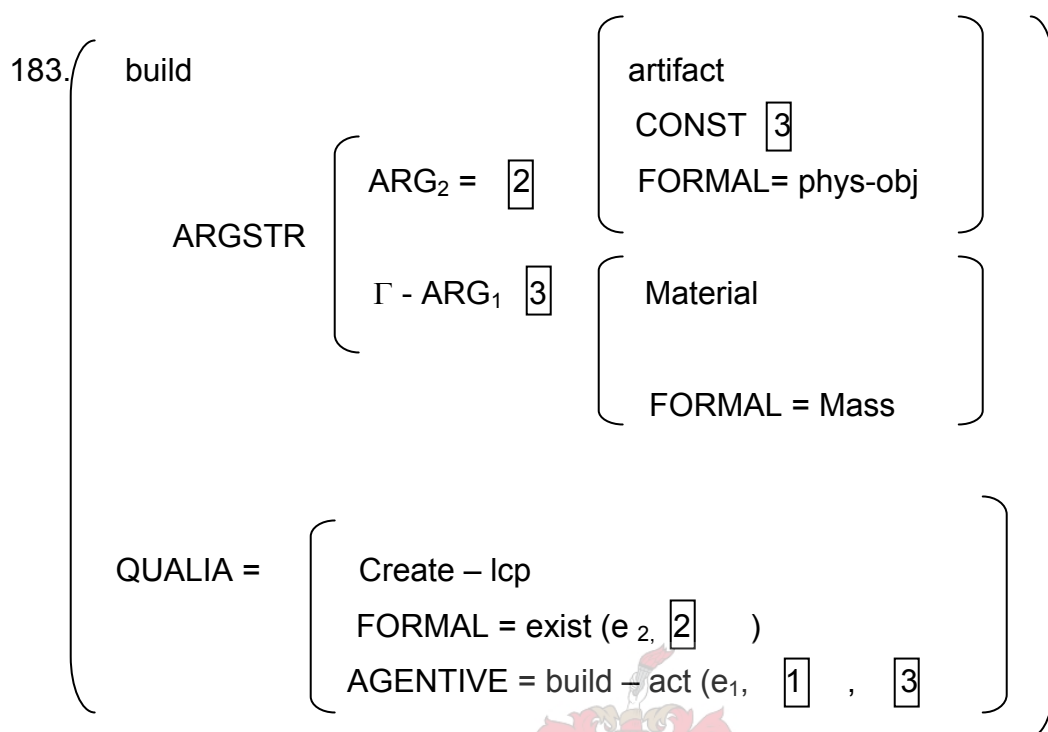 183. build artifact
CONST 3
ARG₂ = 2 FORMAL= phys-obj
ARGSTR
Γ - ARG₁ 3 Material
FORMAL = Mass
QUALIA = Create – lcp
FORMAL = exist (e ₂, 2 )
AGENTIVE = build – act (e₁, 1 , 3